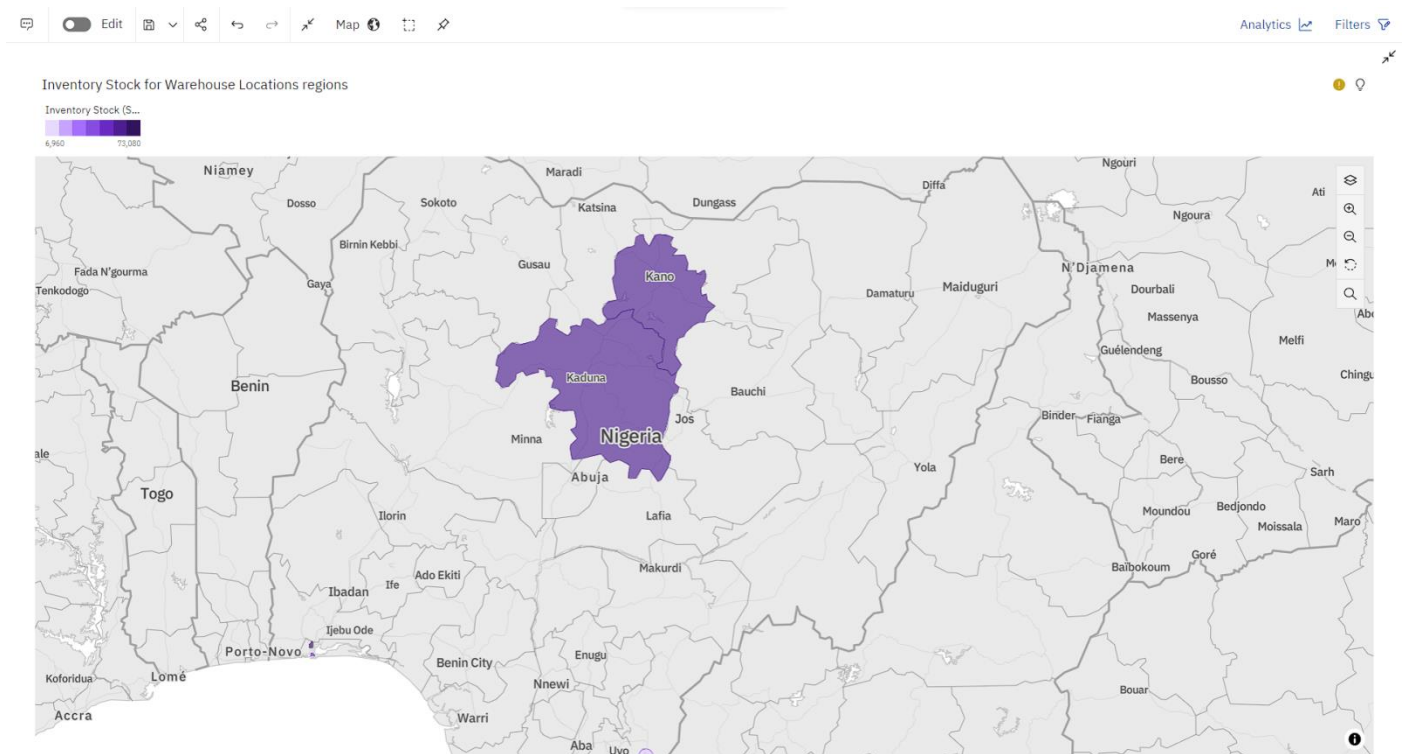 Edit
Map
Analytics
Filters
Inventory Stock for Warehouse Locations regions
Inventory Stock (S...
6,960 73,080
Niamey
Maradi
Ngouri
Dosso
Sokoto
Katsina
Dungass
Diffa
Ati
Ngoura
Birnin Kebbi
Fada N'gourma
Gusau
Kano
N'Djamena
Tenkodogo
Gaya
Damaturu
Maiduguri
Dourbali
Massenya
Melfi
Guélendeng
Benin
Kaduna
Bauchi
Bousso
Chingu
Jos
Binder
Fianga
Minna
Nigeria
Abuja
Yola
Bere
Sarh
Togo
Ilorin
Lafia
Moundou
Bedjondo
Moissala
Maro
Goré
Makurdi
Baïbokoum
Ado Ekiti
Ife
Ibadan
Ijebu Ode
Porto-Novo
Benin City
Enugu
Koforidua
Lomé
Nnewi
Bouar
Accra
Warri
Aba
Uyo